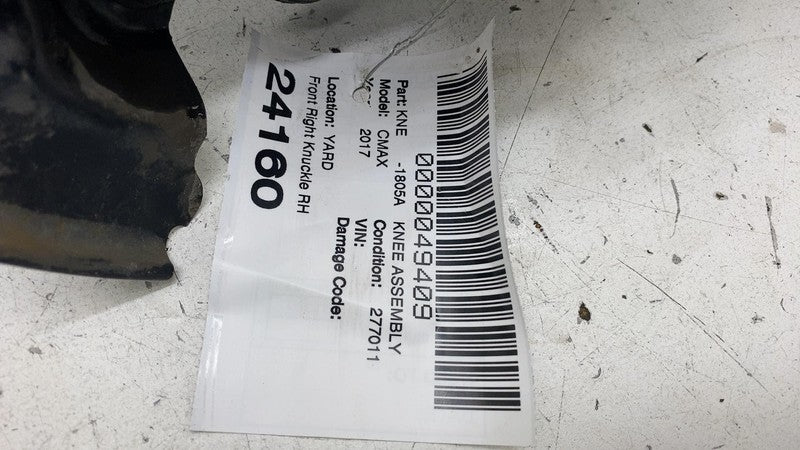 0000049409
Part: KNE -1805A KNEE ASSEMBLY
Model: CMAX Condition: 277011
Year: 2017 VIN:
Damage Code:
Location: YARD
Front Right Knuckle RH
24160